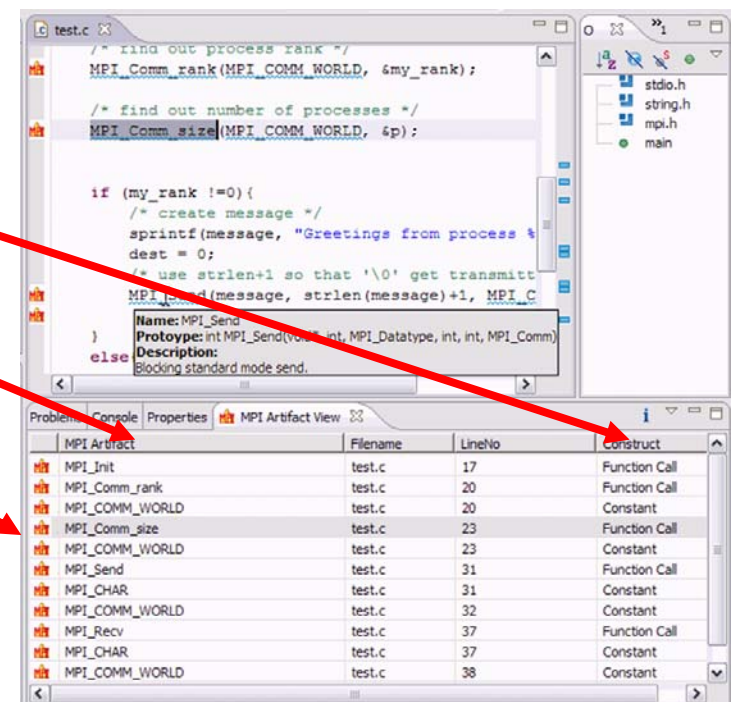 test.c
/* find out process rank */
MPI_Comm_rank(MPI_COMM_WORLD, &my_rank);
/* find out number of processes */
MPI_Comm_size(MPI_COMM_WORLD, &p);
if (my_rank !=0){
/* create message */
sprintf(message, "Greetings from process %
dest = 0;
/* use strlen+1 so that '\0' get transmitt
MPI_Send(message, strlen(message)+1, MPI_C
Name: MPI_Send
Protoype: int MPI_Send(void*, int, MPI_Datatype, int, int, MPI_Comm)
Description:
Blocking standard mode send.
}
else
O
»1
stdio.h
string.h
mpi.h
main
Problems Console Properties MPI Artifact View
MPI Artifact Filename LineNo Construct
MPI_Init test.c 17 Function Call
MPI_Comm_rank test.c 20 Function Call
MPI_COMM_WORLD test.c 20 Constant
MPI_Comm_size test.c 23 Function Call
MPI_COMM_WORLD test.c 23 Constant
MPI_Send test.c 31 Function Call
MPI_CHAR test.c 31 Constant
MPI_COMM_WORLD test.c 32 Constant
MPI_Recv test.c 37 Function Call
MPI_CHAR test.c 37 Constant
MPI_COMM_WORLD test.c 38 Constant